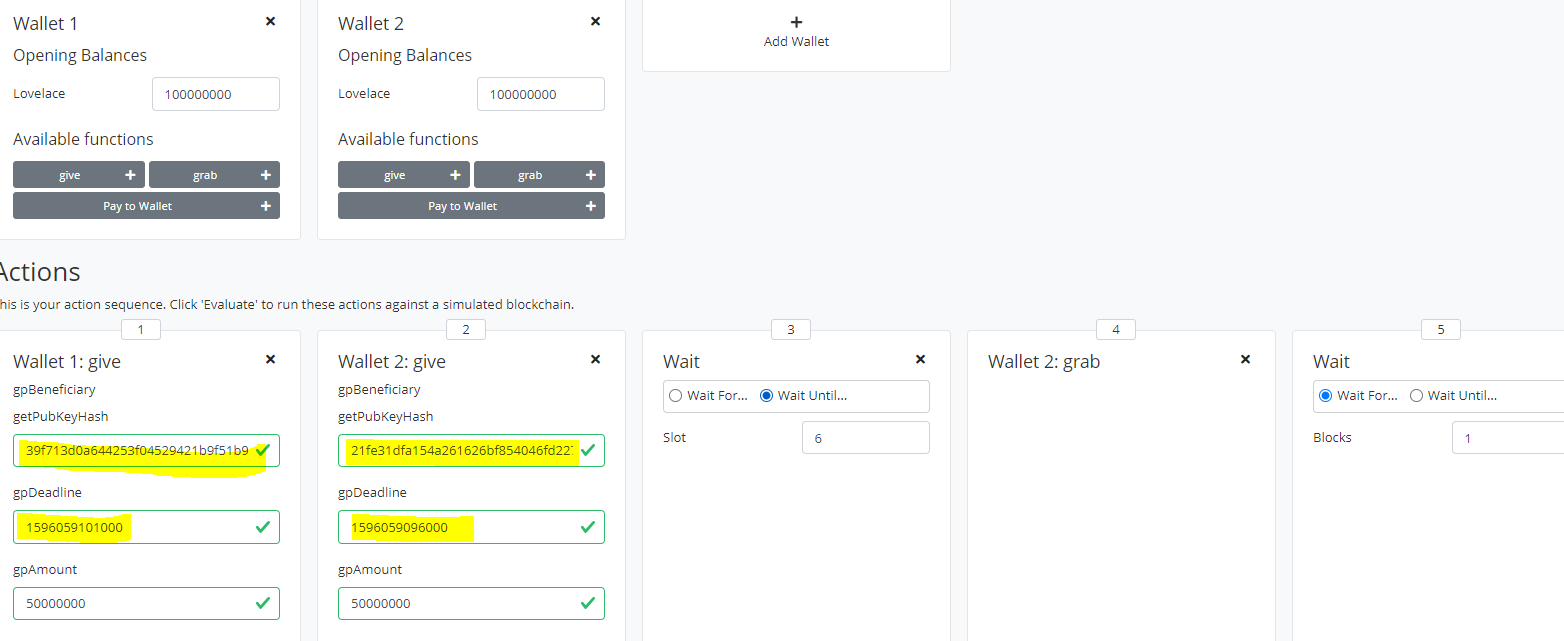 Wallet 1
Opening Balances
Lovelace 100000000
Available functions
give grab
Pay to Wallet
Wallet 2
Opening Balances
Lovelace 100000000
Available functions
give grab
Pay to Wallet
Add Wallet
Actions
his is your action sequence. Click 'Evaluate' to run these actions against a simulated blockchain.
1
Wallet 1: give
gpBeneficiary
getPubKeyHash
39f713d0a644253f04529421b9f51b9
gpDeadline
1596059101000
gpAmount
50000000
2
Wallet 2: give
gpBeneficiary
getPubKeyHash
21fe31dfa154a261626bf854046fd227
gpDeadline
1596059096000
gpAmount
50000000
3
Wait
Wait For... Wait Until...
Slot 6
4
Wallet 2: grab
5
Wait
Wait For... Wait Until...
Blocks 1